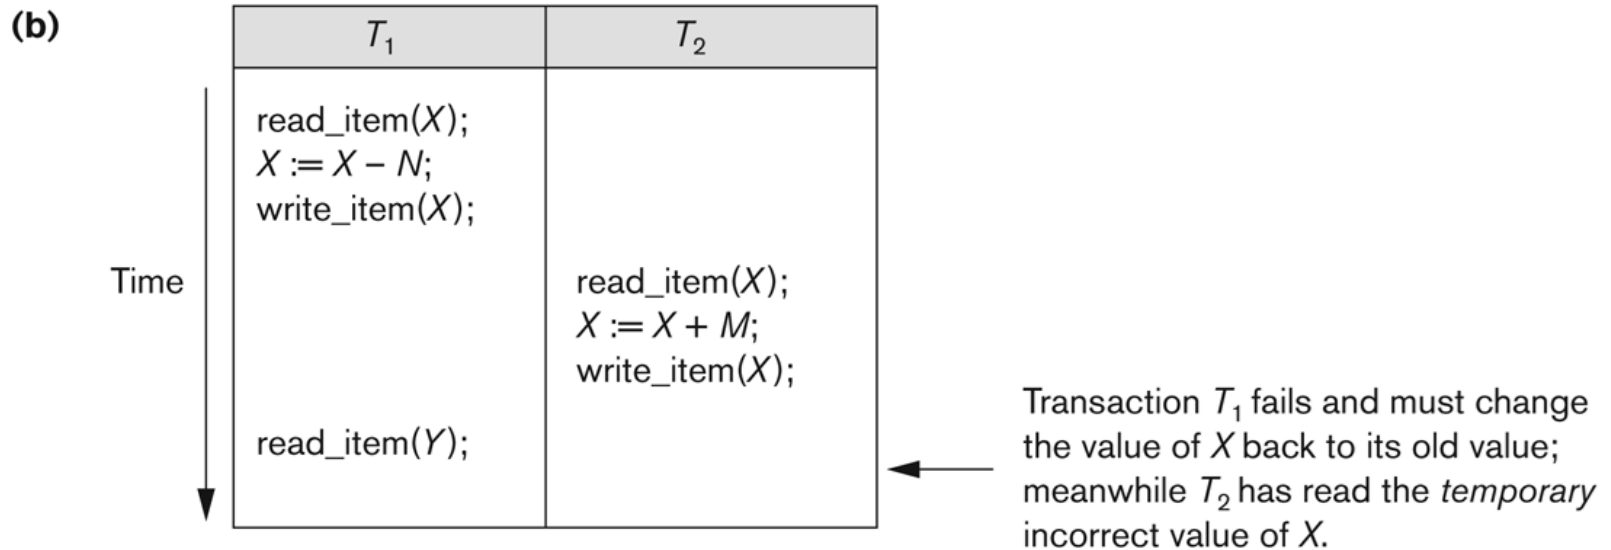 (b)
T₁ T₂
read_item(X);
X := X – N;
write_item(X);
Time
read_item(X);
X := X + M;
write_item(X);
read_item(Y);
Transaction T₁ fails and must change
the value of X back to its old value;
meanwhile T₂ has read the temporary
incorrect value of X.